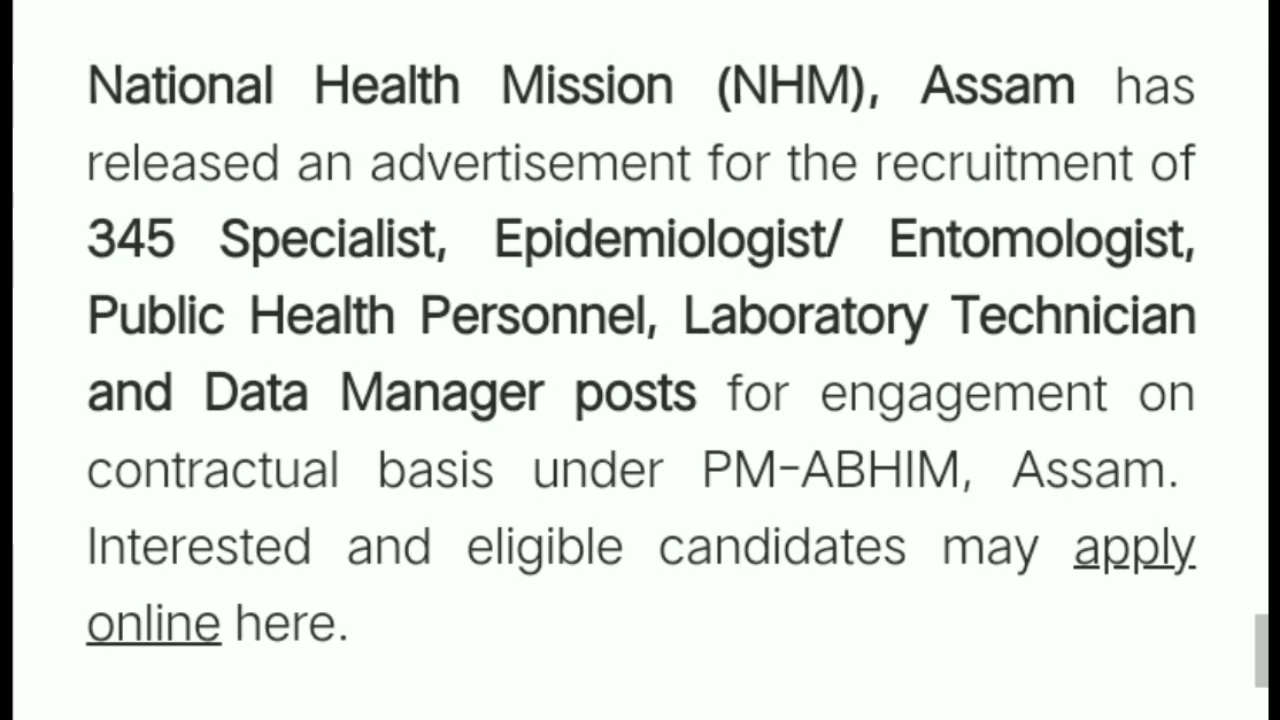 National Health Mission (NHM), Assam has
released an advertisement for the recruitment of
345 Specialist, Epidemiologist/ Entomologist,
Public Health Personnel, Laboratory Technician
and Data Manager posts for engagement on
contractual basis under PM-ABHIM, Assam.
Interested and eligible candidates may apply
online here.